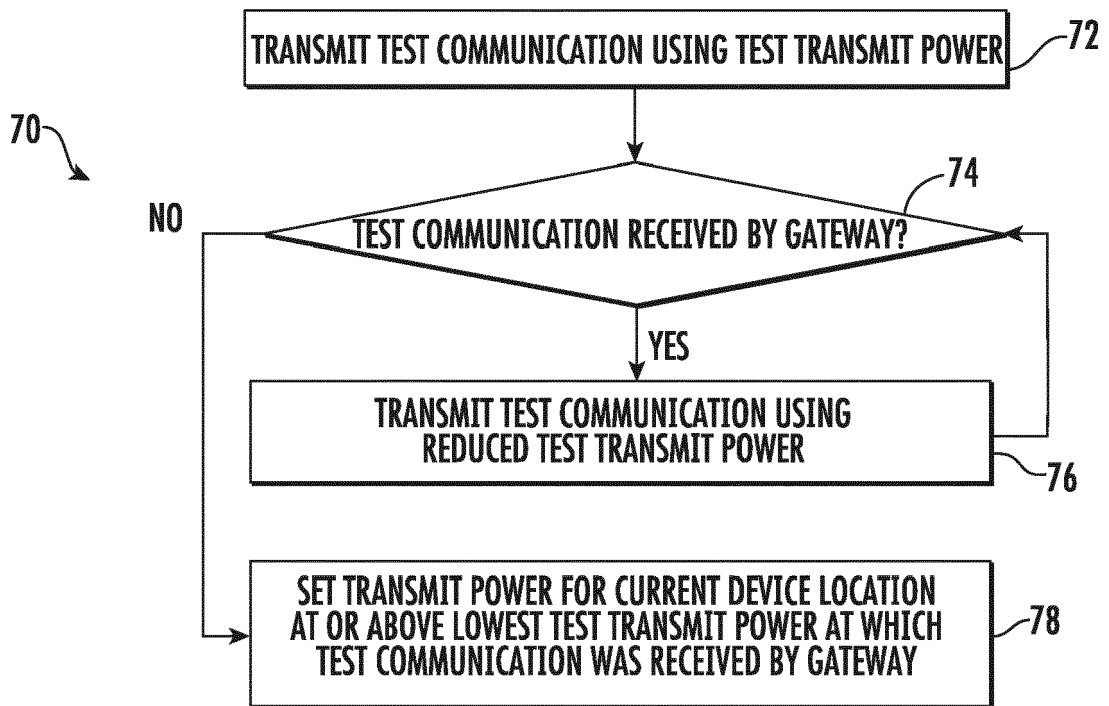 TRANSMIT TEST COMMUNICATION USING TEST TRANSMIT POWER
72
70
74
NO
TEST COMMUNICATION RECEIVED BY GATEWAY?
YES
TRANSMIT TEST COMMUNICATION USING
REDUCED TEST TRANSMIT POWER
76
SET TRANSMIT POWER FOR CURRENT DEVICE LOCATION
AT OR ABOVE LOWEST TEST TRANSMIT POWER AT WHICH
TEST COMMUNICATION WAS RECEIVED BY GATEWAY
78